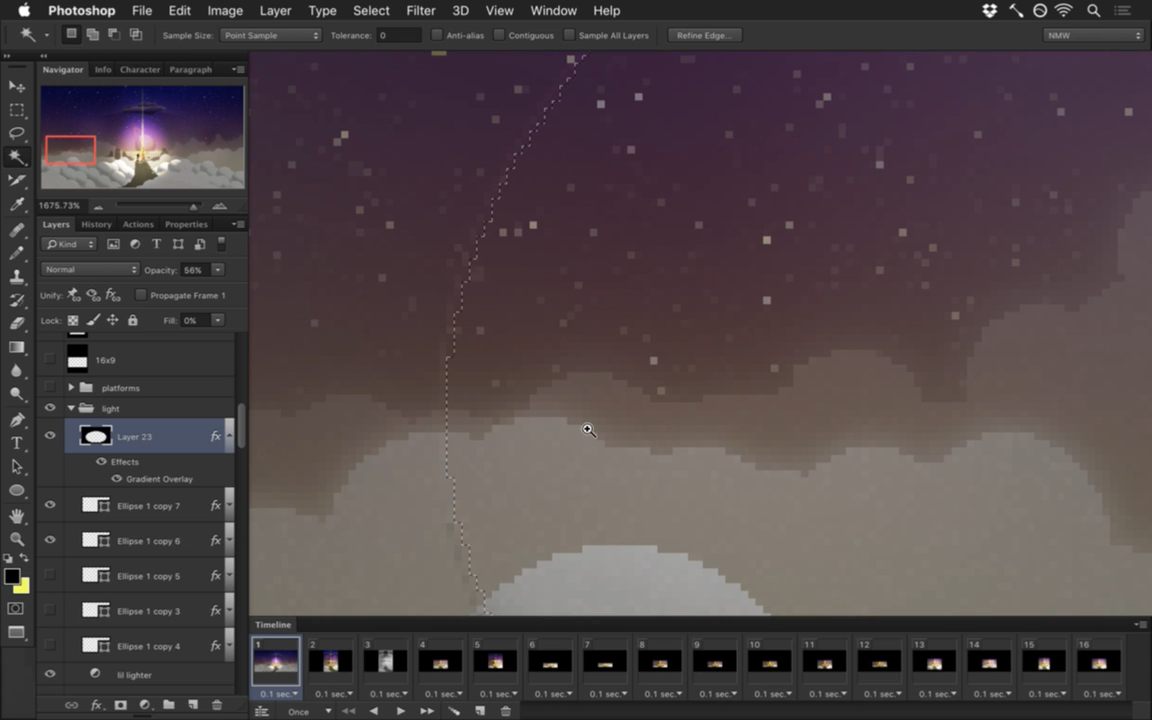 Photoshop File Edit Image Layer Type Select Filter 3D View Window Help
Sample Size: Point Sample Tolerance: 0 Anti-alias Contiguous Sample All Layers Refine Edge... NMW
Navigator Info Character Paragraph
1675.73%
Layers History Actions Properties
Kind
Normal Opacity: 56%
Unify: Propagate Frame 1
Lock: Fill: 0%
16x9
platforms
light
Layer 23 fx
Effects
Gradient Overlay
Ellipse 1 copy 7 fx
Ellipse 1 copy 6 fx
Ellipse 1 copy 5 fx
Ellipse 1 copy 3 fx
Ellipse 1 copy 4 fx
lil lighter
fx
Timeline
1 2 3 4 5 6 7 8 9 10 11 12 13 14 15 16
0.1 sec. 0.1 sec. 0.1 sec. 0.1 sec. 0.1 sec. 0.1 sec. 0.1 sec. 0.1 sec. 0.1 sec. 0.1 sec. 0.1 sec. 0.1 sec. 0.1 sec. 0.1 sec. 0.1 sec. 0.1 sec.
Once